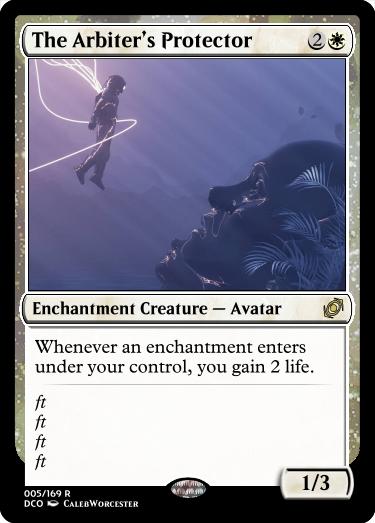 The Arbiter's Protector 2
Enchantment Creature — Avatar
Whenever an enchantment enters
under your control, you gain 2 life.
ft
ft
ft
ft
1/3
005/169 R
DCO CalebWorcester